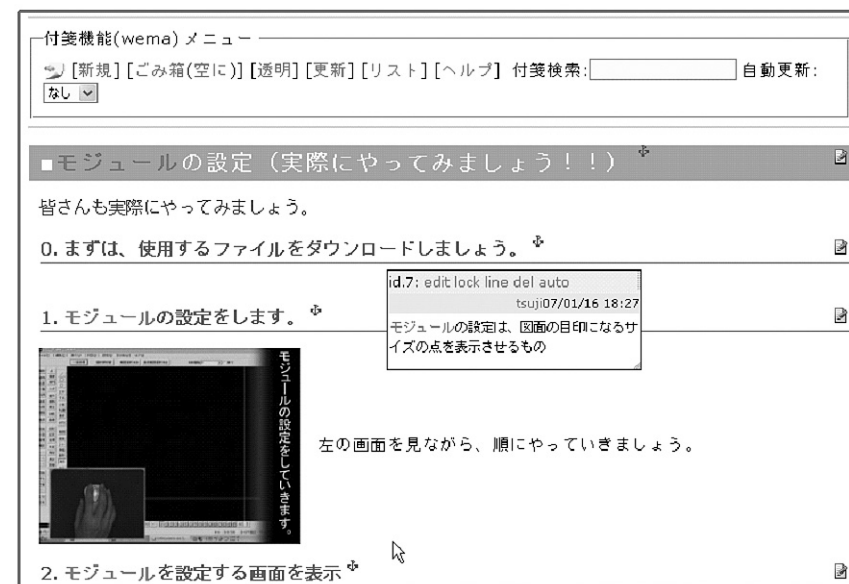 付箋機能(wema) メニュー
[新規] [ごみ箱(空に)] [透明] [更新] [リスト] [ヘルプ] 付箋検索: 自動更新:
なし
■モジュールの設定（実際にやってみましょう！！）
皆さんも実際にやってみましょう。
0. まずは、使用するファイルをダウンロードしましょう。
id.7: edit lock line del auto
tsuji07/01/16 18:27
モジュールの設定は、図面の目印になるサ
イズの点を表示させるもの
1. モジュールの設定をします。
モジュールの設定をしていきます。
左の画面を見ながら、順にやっていきましょう。
2. モジュールを設定する画面を表示